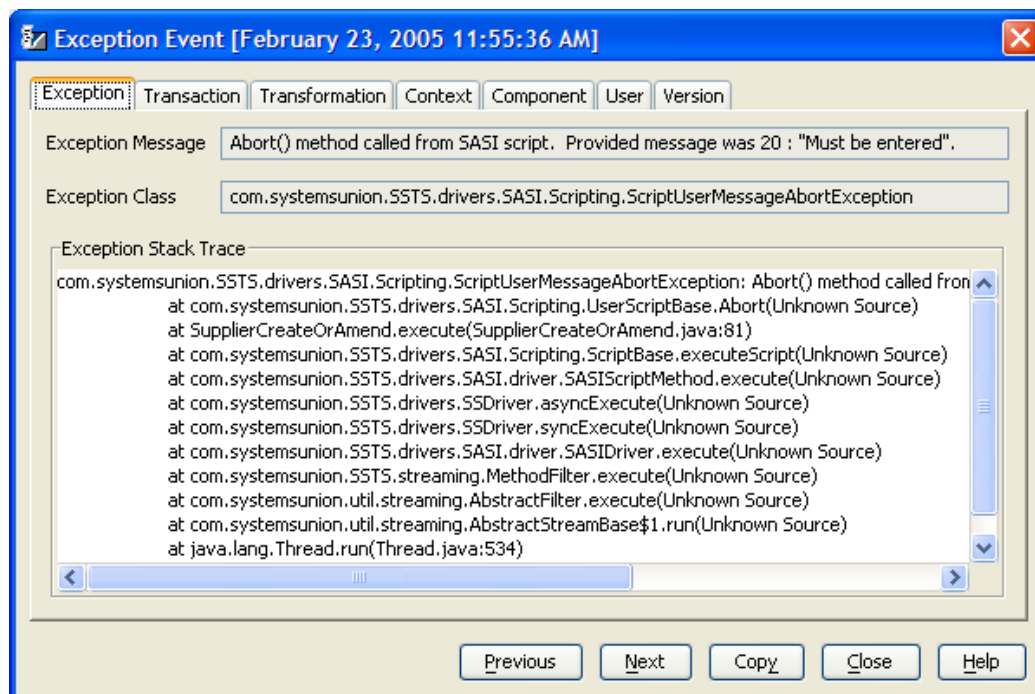 Exception Event [February 23, 2005 11:55:36 AM]
Exception Transaction Transformation Context Component User Version
Exception Message Abort() method called from SASI script. Provided message was 20 : "Must be entered".
Exception Class com.systemsunion.SSTS.drivers.SASI.Scripting.ScriptUserMessageAbortException
Exception Stack Trace
com.systemsunion.SSTS.drivers.SASI.Scripting.ScriptUserMessageAbortException: Abort() method called from
at com.systemsunion.SSTS.drivers.SASI.Scripting.UserScriptBase.Abort(Unknown Source)
at SupplierCreateOrAmend.execute(SupplierCreateOrAmend.java:81)
at com.systemsunion.SSTS.drivers.SASI.Scripting.ScriptBase.executeScript(Unknown Source)
at com.systemsunion.SSTS.drivers.SASI.driver.SASIScriptMethod.execute(Unknown Source)
at com.systemsunion.SSTS.drivers.SSDriver.asyncExecute(Unknown Source)
at com.systemsunion.SSTS.drivers.SSDriver.syncExecute(Unknown Source)
at com.systemsunion.SSTS.drivers.SASI.driver.SASIDriver.execute(Unknown Source)
at com.systemsunion.SSTS.streaming.MethodFilter.execute(Unknown Source)
at com.systemsunion.util.streaming.AbstractFilter.execute(Unknown Source)
at com.systemsunion.util.streaming.AbstractStreamBase$1.run(Unknown Source)
at java.lang.Thread.run(Thread.java:534)
Previous Next Copy Close Help